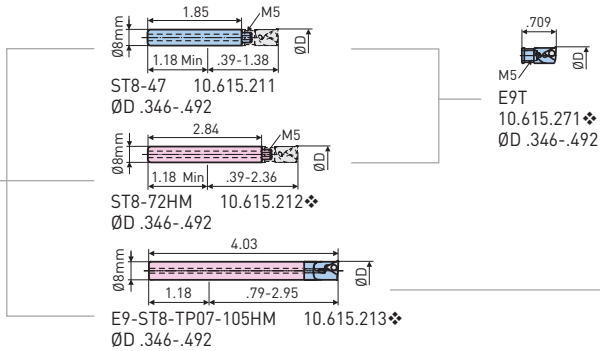 1.85
M5
Ø8mm
ØD
1.18 Min
.39-1.38
ST8-47 10.615.211
ØD .346-.492
.709
ØD
M5
E9T
10.615.271❖
ØD .346-.492
2.84
M5
Ø8mm
ØD
1.18 Min
.39-2.36
ST8-72HM 10.615.212❖
ØD .346-.492
4.03
Ø8mm
ØD
1.18
.79-2.95
E9-ST8-TP07-105HM 10.615.213❖
ØD .346-.492